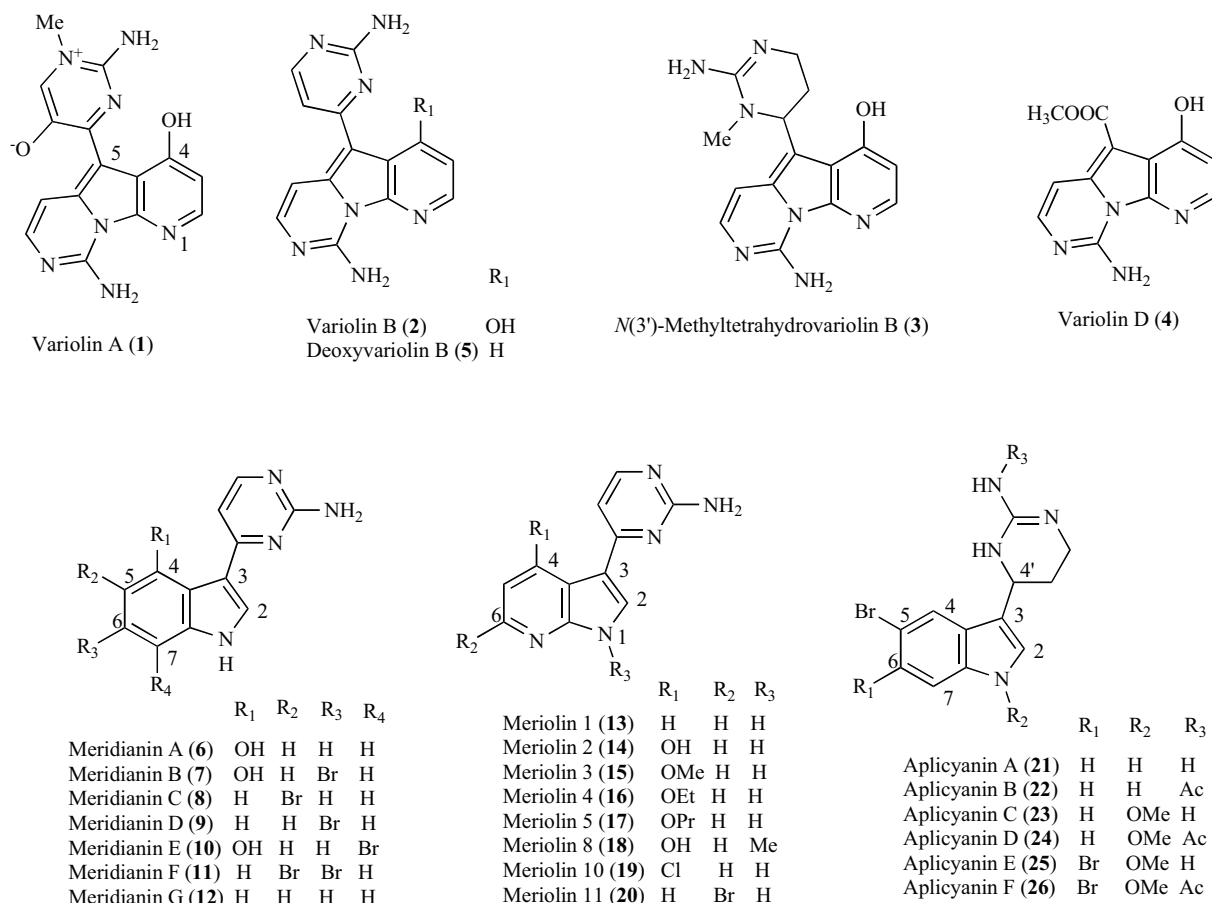 Me
N+
NH2
N
-O
OH
4
5
N
N
1
N
NH2
Variolin A (1)
NH2
N
N
R1
N
N
N
NH2
R1
Variolin B (2) OH
Deoxyvariolin B (5) H
H2N
N
N
Me
OH
N
N
N
NH2
N(3')-Methyltetrahydrovariolin B (3)
CH3OOC
OH
N
N
N
NH2
Variolin D (4)
N
NH2
N
R1
R2
5
4
3
2
6
R3
7
N
H
R4
R1 R2 R3 R4
Meridianin A (6) OH H H H
Meridianin B (7) OH H Br H
Meridianin C (8) H Br H H
Meridianin D (9) H H Br H
Meridianin E (10) OH H H Br
Meridianin F (11) H Br Br H
Meridianin G (12) H H H H
N
NH2
N
R1
4
3
2
6
R2
N
N
1
R3
R1 R2 R3
Meriolin 1 (13) H H H
Meriolin 2 (14) OH H H
Meriolin 3 (15) OMe H H
Meriolin 4 (16) OEt H H
Meriolin 5 (17) OPr H H
Meriolin 8 (18) OH H Me
Meriolin 10 (19) Cl H H
Meriolin 11 (20) H Br H
R3
HN
N
HN
4'
Br
5
4
3
2
6
R1
7
N
R2
R1 R2 R3
Aplicyanin A (21) H H H
Aplicyanin B (22) H H Ac
Aplicyanin C (23) H OMe H
Aplicyanin D (24) H OMe Ac
Aplicyanin E (25) Br OMe H
Aplicyanin F (26) Br OMe Ac